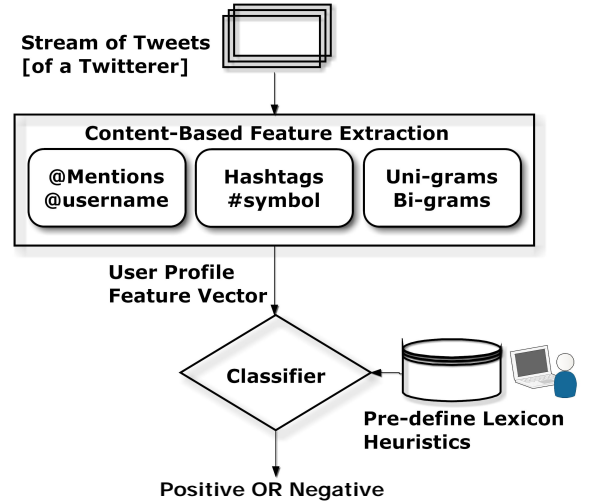 Stream of Tweets
[of a Twitterer]
Content-Based Feature Extraction
@Mentions
@username
Hashtags
#symbol
Uni-grams
Bi-grams
User Profile
Feature Vector
Classifier
Pre-define Lexicon
Heuristics
Positive OR Negative